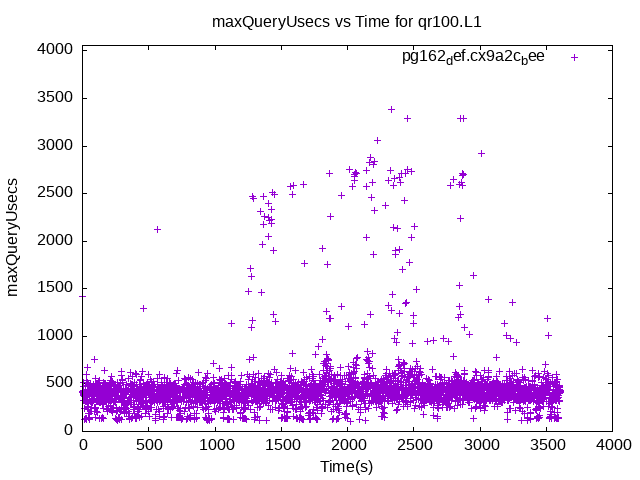 maxQueryUsecs vs Time for qr100.L1
pg162def.cx9a2cbee
maxQueryUsecs
4000
3500
3000
2500
2000
1500
1000
500
0
0 500 1000 1500 2000 2500 3000 3500 4000
Time(s)